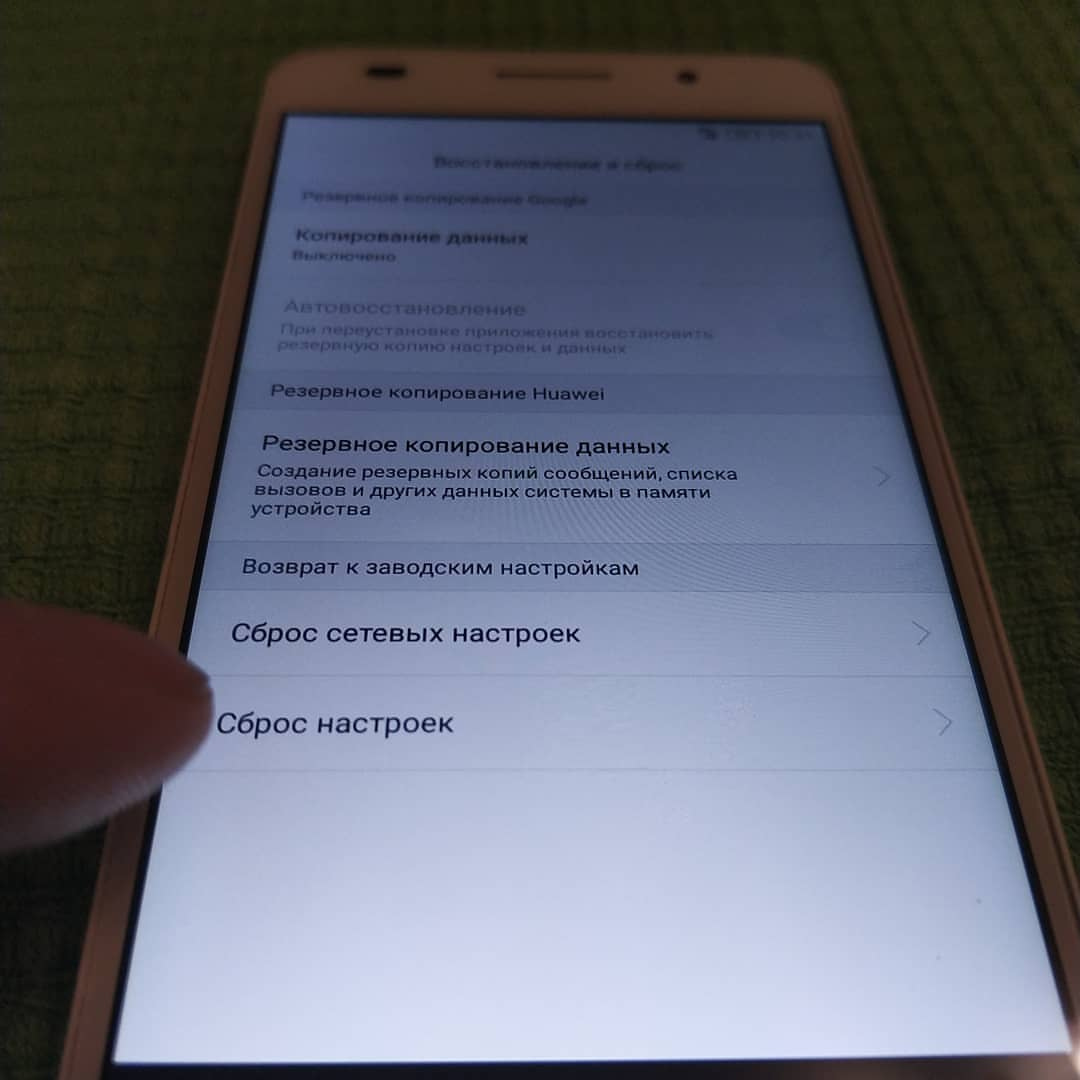 Восстановление и сброс
Резервное копирование Google
Копирование данных
Выключено
Автовосстановление
При переустановке приложения восстановить
резервную копию настроек и данных
Резервное копирование Huawei
Резервное копирование данных
Создание резервных копий сообщений, списка
вызовов и других данных системы в памяти
устройства
Возврат к заводским настройкам
Сброс сетевых настроек
Сброс настроек